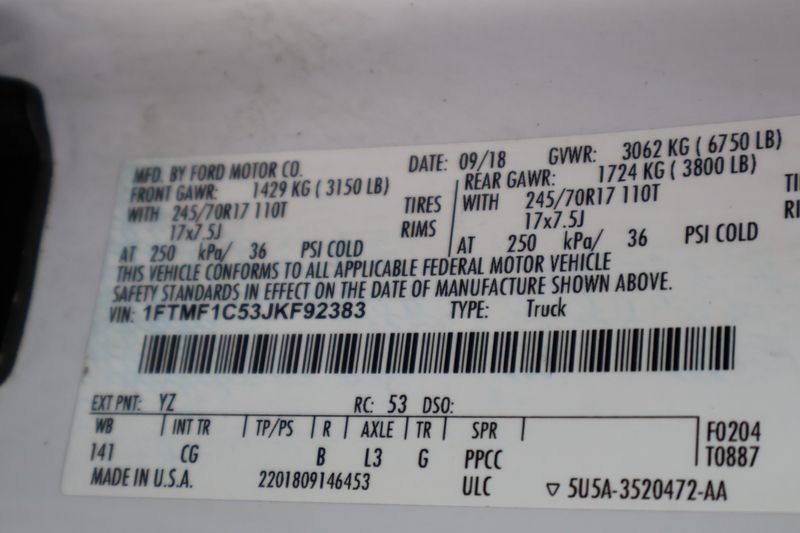 MFD. BY FORD MOTOR CO. DATE: 09/18 GVWR: 3062 KG ( 6750 LB)
FRONT GAWR: 1429 KG ( 3150 LB) REAR GAWR: 1724 KG ( 3800 LB)
WITH 245/70R17 110T TIRES WITH 245/70R17 110T TI
17x7.5J RIMS 17x7.5J RI
AT 250 kPa/ 36 PSI COLD AT 250 kPa/ 36 PSI COLD
THIS VEHICLE CONFORMS TO ALL APPLICABLE FEDERAL MOTOR VEHICLE
SAFETY STANDARDS IN EFFECT ON THE DATE OF MANUFACTURE SHOWN ABOVE.
VIN: 1FTMF1C53JKF92383 TYPE: Truck
EXT PNT: YZ RC: 53 DSO:
WB INT TR TP/PS R AXLE TR SPR F0204
141 CG B L3 G PPCC T0887
MADE IN U.S.A. 2201809146453 ULC ▽ 5U5A-3520472-AA